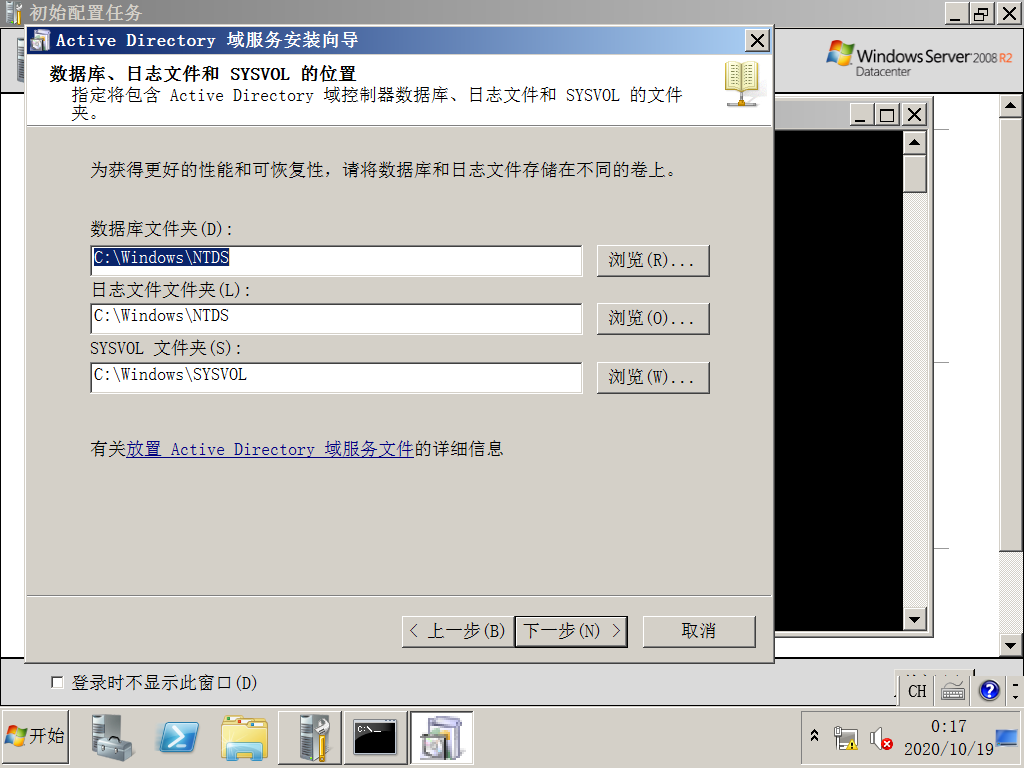 初始配置任务
Active Directory 域服务安装向导
数据库、日志文件和 SYSVOL 的位置
指定将包含 Active Directory 域控制器数据库、日志文件和 SYSVOL 的文件
夹。
Windows Server 2008 R2
Datacenter
为获得更好的性能和可恢复性，请将数据库和日志文件存储在不同的卷上。
数据库文件夹(D):
C:\Windows\NTDS
浏览(R)...
日志文件文件夹(L):
C:\Windows\NTDS
浏览(O)...
SYSVOL 文件夹(S):
C:\Windows\SYSVOL
浏览(W)...
有关放置 Active Directory 域服务文件的详细信息
< 上一步(B) 下一步(N) > 取消
登录时不显示此窗口(D)
CH
开始
C:\_
0:17
2020/10/19